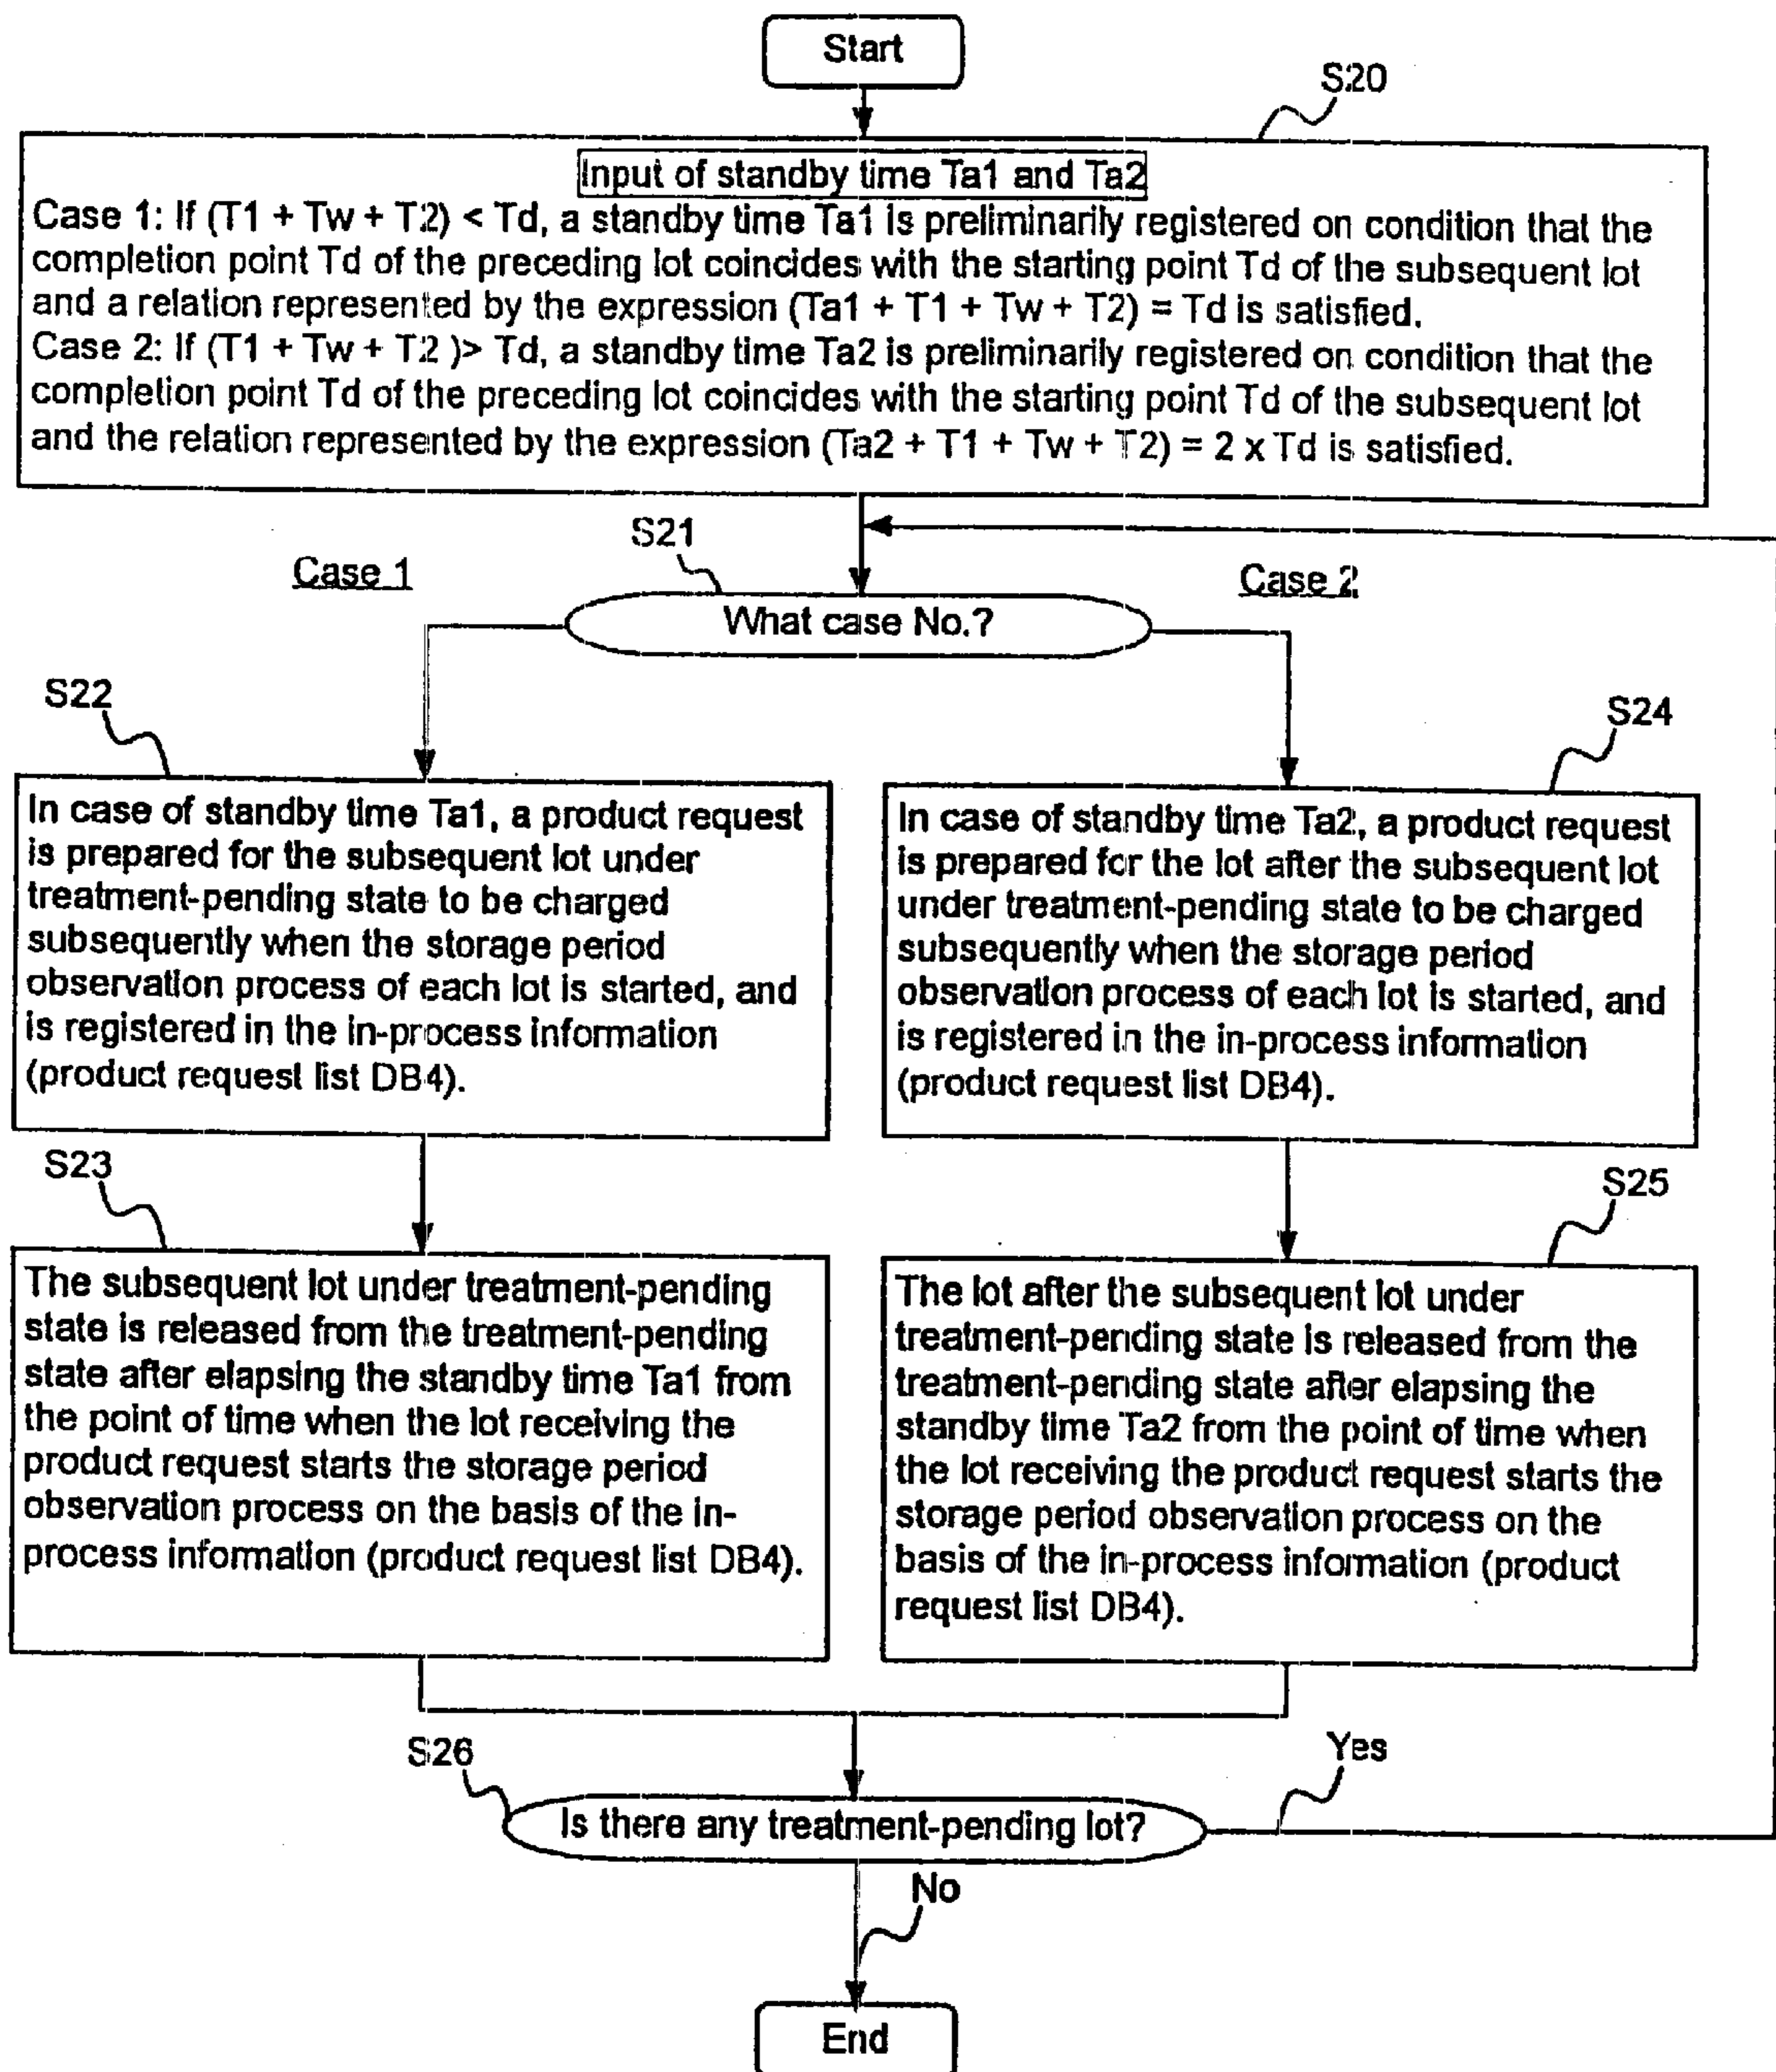 Start
S20
Input of standby time Ta1 and Ta2
Case 1: If (T1 + Tw + T2) < Td, a standby time Ta1 is preliminarily registered on condition that the
completion point Td of the preceding lot coincides with the starting point Td of the subsequent lot
and a relation represented by the expression (Ta1 + T1 + Tw + T2) = Td is satisfied.
Case 2: If (T1 + Tw + T2 )> Td, a standby time Ta2 is preliminarily registered on condition that the
completion point Td of the preceding lot coincides with the starting point Td of the subsequent lot
and the relation represented by the expression (Ta2 + T1 + Tw + T2) = 2 x Td is satisfied.
S21
Case 1
Case 2
What case No.?
S22
In case of standby time Ta1, a product request
is prepared for the subsequent lot under
treatment-pending state to be charged
subsequently when the storage period
observation process of each lot is started, and
is registered in the in-process information
(product request list DB4).
S24
In case of standby time Ta2, a product request
is prepared for the lot after the subsequent lot
under treatment-pending state to be charged
subsequently when the storage period
observation process of each lot is started, and
is registered in the in-process information
(product request list DB4).
S23
The subsequent lot under treatment-pending
state is released from the treatment-pending
state after elapsing the standby time Ta1 from
the point of time when the lot receiving the
product request starts the storage period
observation process on the basis of the in-
process information (product request list DB4).
S25
The lot after the subsequent lot under
treatment-pending state is released from the
treatment-pending state after elapsing the
standby time Ta2 from the point of time when
the lot receiving the product request starts the
storage period observation process on the
basis of the in-process information (product
request list DB4).
S26
Yes
Is there any treatment-pending lot?
No
End